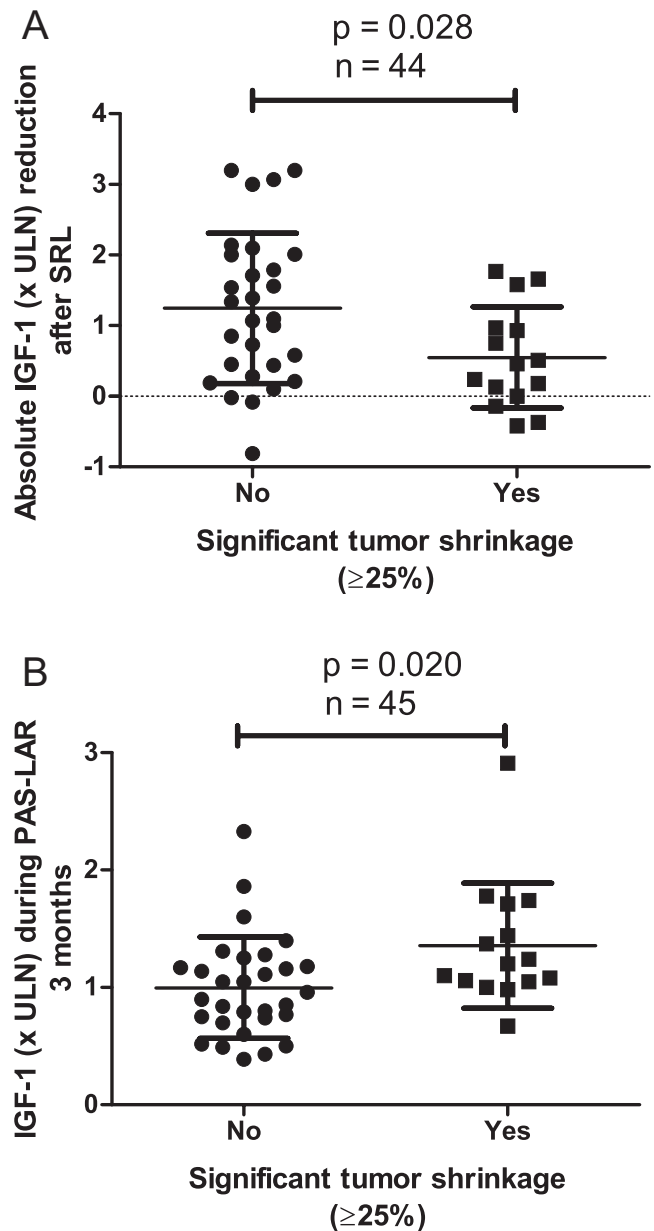 A
p = 0.028
n = 44
Absolute IGF-1 (x ULN) reduction
after SRL
4
3
2
1
0
-1
No
Yes
Significant tumor shrinkage
(≥25%)
B
p = 0.020
n = 45
IGF-1 (x ULN) during PAS-LAR
3 months
3
2
1
0
No
Yes
Significant tumor shrinkage
(≥25%)